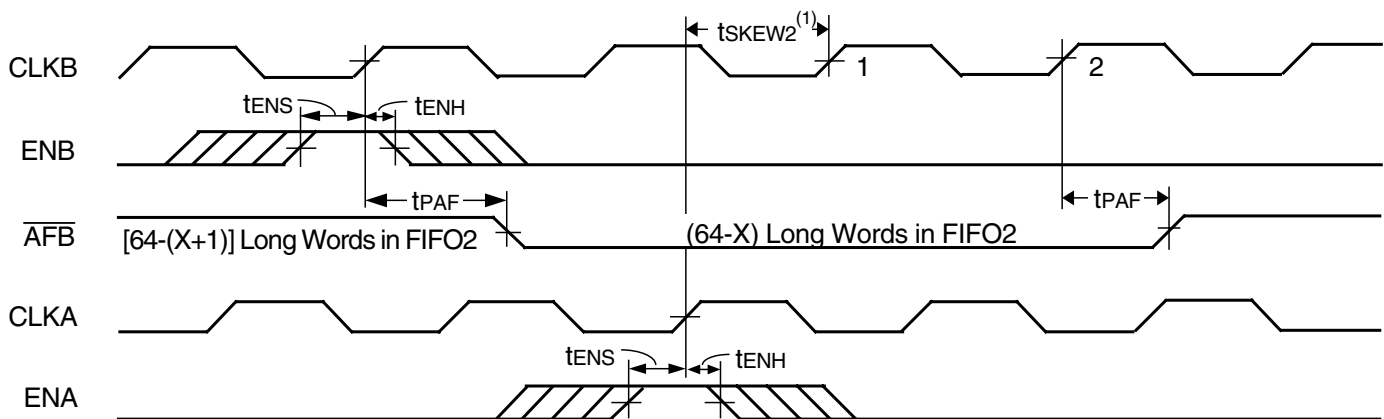 tSKEW2(1)
CLKB
1
2
tENS
tENH
ENB
tPAF
tPAF
AFB
[64-(X+1)] Long Words in FIFO2
(64-X) Long Words in FIFO2
CLKA
tENS
tENH
ENA